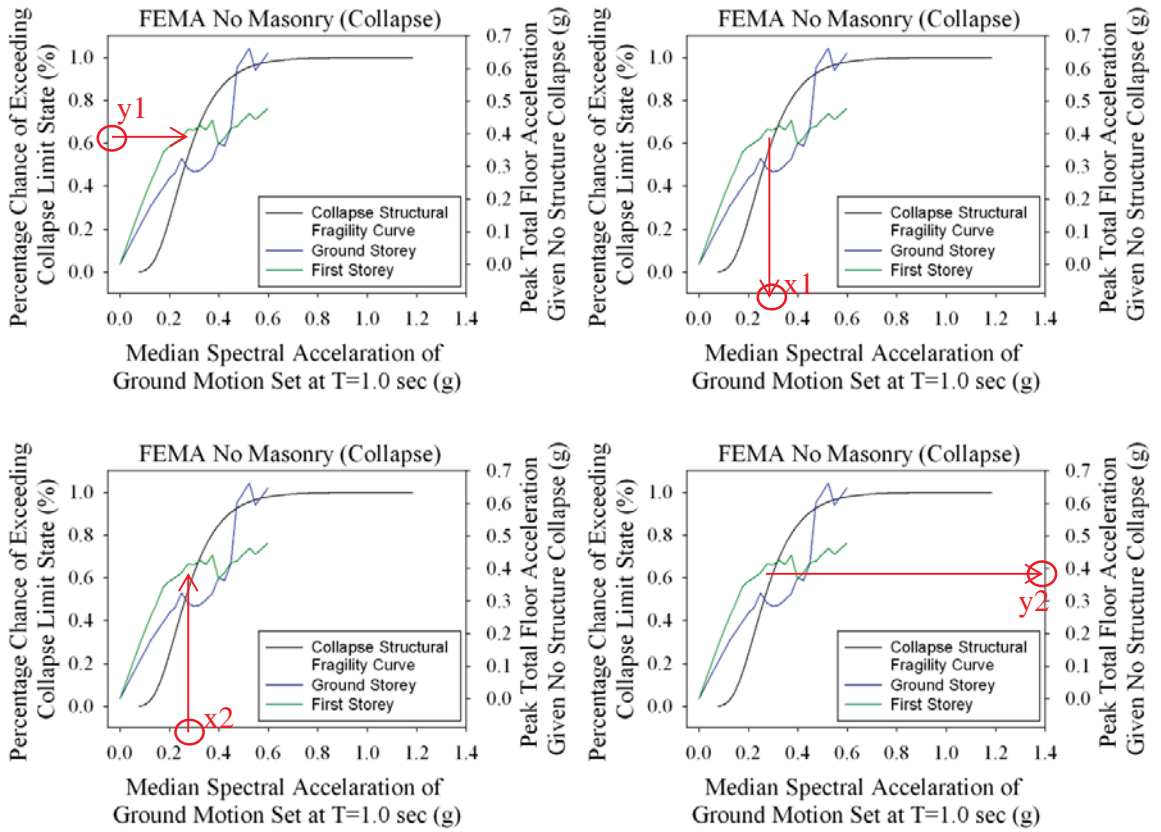 FEMA No Masonry (Collapse)
Percentage Chance of Exceeding
Collapse Limit State (%)
1.0
0.8
0.6
0.4
0.2
0.0
y1
0.7
0.6
0.5
0.4
0.3
0.2
0.1
0.0
Peak Total Floor Acceleration
Given No Structure Collapse (g)
Collapse Structural
Fragility Curve
Ground Storey
First Storey
0.0 0.2 0.4 0.6 0.8 1.0 1.2 1.4
Median Spectral Accelaration of
Ground Motion Set at T=1.0 sec (g)
FEMA No Masonry (Collapse)
Percentage Chance of Exceeding
Collapse Limit State (%)
1.0
0.8
0.6
0.4
0.2
0.0
0.7
0.6
0.5
0.4
0.3
0.2
0.1
0.0
Peak Total Floor Acceleration
Given No Structure Collapse (g)
Collapse Structural
Fragility Curve
Ground Storey
First Storey
x1
0.0 0.2 0.4 0.6 0.8 1.0 1.2 1.4
Median Spectral Accelaration of
Ground Motion Set at T=1.0 sec (g)
FEMA No Masonry (Collapse)
Percentage Chance of Exceeding
Collapse Limit State (%)
1.0
0.8
0.6
0.4
0.2
0.0
0.7
0.6
0.5
0.4
0.3
0.2
0.1
0.0
Peak Total Floor Acceleration
Given No Structure Collapse (g)
Collapse Structural
Fragility Curve
Ground Storey
First Storey
x2
0.0 0.2 0.4 0.6 0.8 1.0 1.2 1.4
Median Spectral Accelaration of
Ground Motion Set at T=1.0 sec (g)
FEMA No Masonry (Collapse)
Percentage Chance of Exceeding
Collapse Limit State (%)
1.0
0.8
0.6
0.4
0.2
0.0
0.7
0.6
0.5
0.4
0.3
0.2
0.1
0.0
y2
Peak Total Floor Acceleration
Given No Structure Collapse (g)
Collapse Structural
Fragility Curve
Ground Storey
First Storey
0.0 0.2 0.4 0.6 0.8 1.0 1.2 1.4
Median Spectral Accelaration of
Ground Motion Set at T=1.0 sec (g)